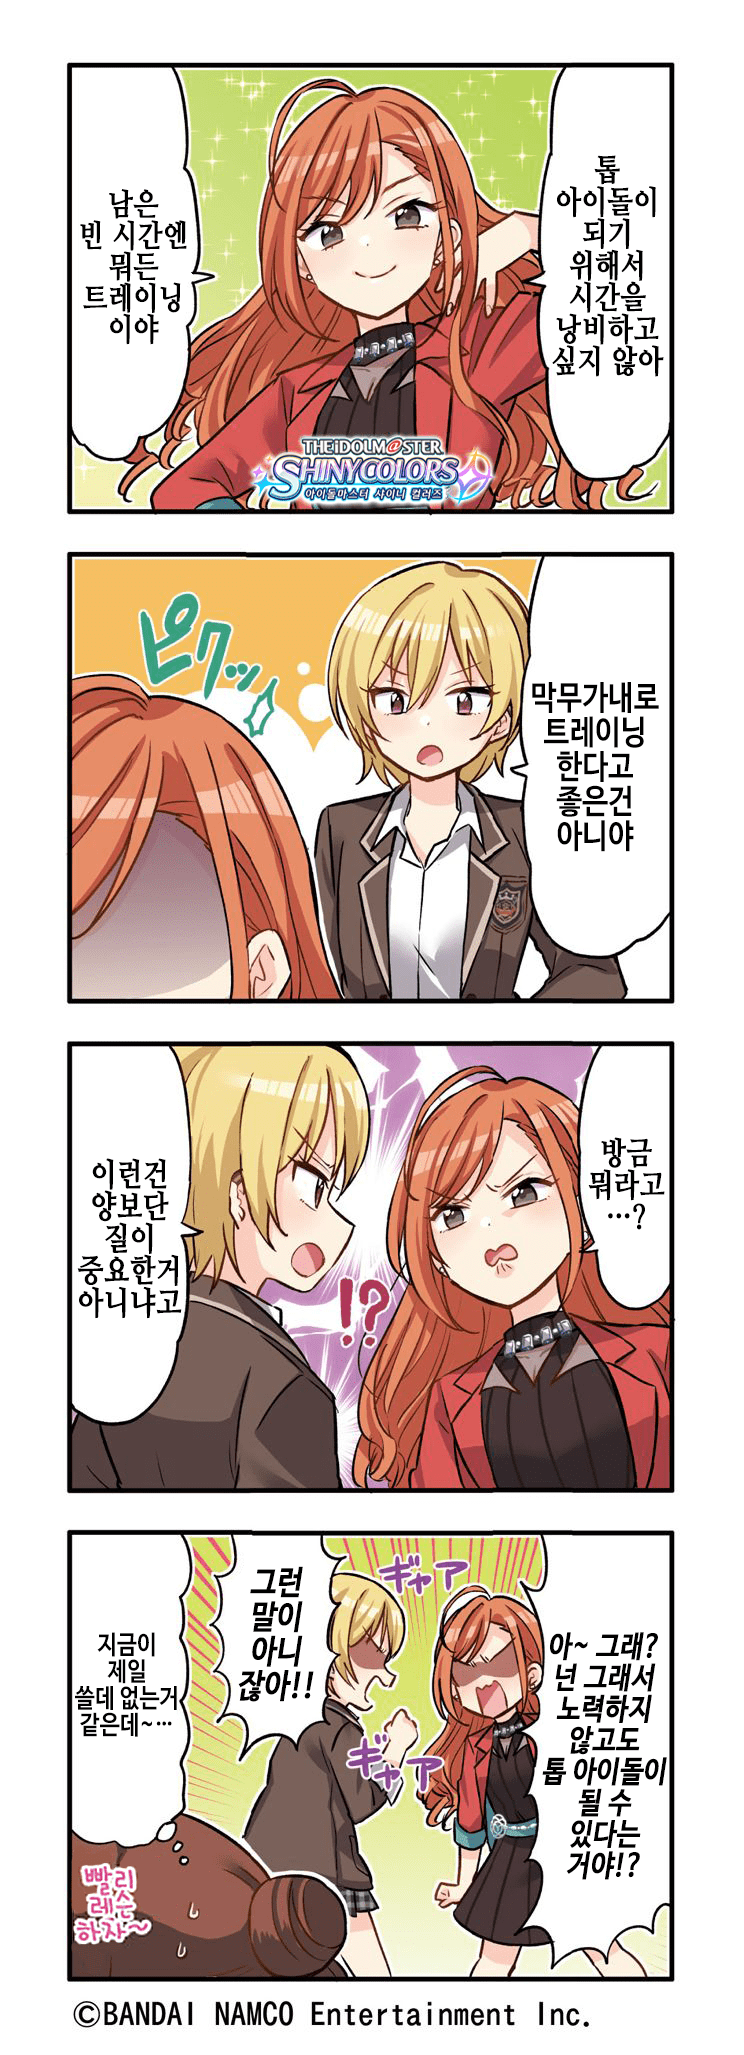 톱
아이돌이
되기
위해서
시간을
낭비하고
싶지 않아
남은
빈 시간엔
뭐든
트레이닝
이야
THE iDOLM@STER
SHINYCOLORS
아이돌마스터 샤이니 컬러즈
막무가내로
트레이닝
한다고
좋은건
아니야
ピクッ
방금
뭐라고
…?
이런건
양보단
질이
중요한거
아니냐고
!?
아~ 그래?
넌 그래서
노력하지
않고도
톱 아이돌이
될 수
있다는
거야!?
ギャア
그런
말이
아니
잖아!!
ギャア
지금이
제일
쓸데 없는거
같은데~…
빨리
레슨
하자~
©BANDAI NAMCO Entertainment Inc.